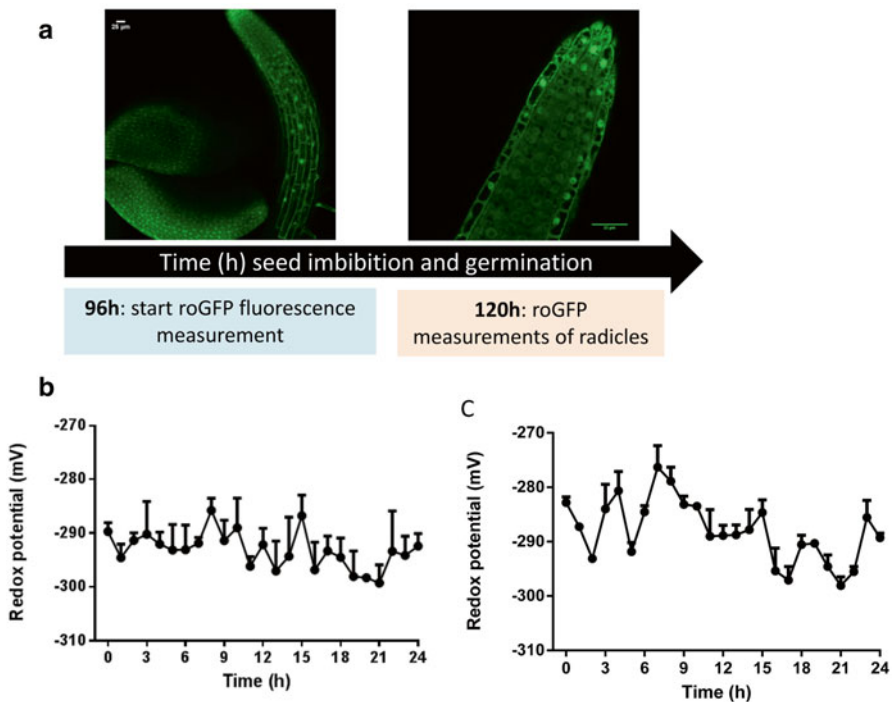 a
25 µm
Time (h) seed imbibition and germination
96h: start roGFP fluorescence
measurement
120h: roGFP
measurements of radicles
b
Redox potential (mV)
-270
-280
-290
-300
-310
0 3 6 9 12 15 18 21 24
Time (h)
C
Redox potential (mV)
-270
-280
-290
-300
-310
0 3 6 9 12 15 18 21 24
Time (h)